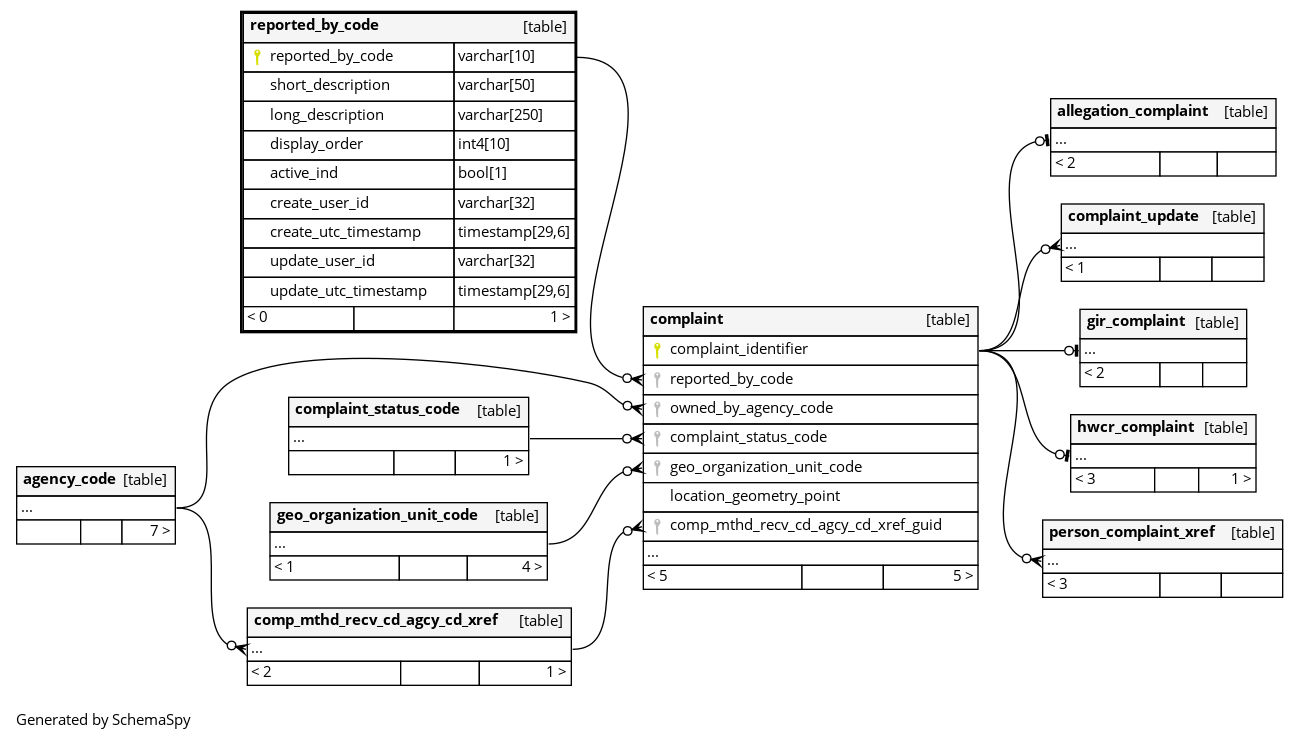 reported_by_code [table]
reported_by_code varchar[10]
short_description varchar[50]
long_description varchar[250]
display_order int4[10]
active_ind bool[1]
create_user_id varchar[32]
create_utc_timestamp timestamp[29,6]
update_user_id varchar[32]
update_utc_timestamp timestamp[29,6]
< 0 1 >
agency_code [table]
...
7 >
complaint_status_code [table]
...
1 >
geo_organization_unit_code [table]
...
< 1 4 >
comp_mthd_recv_cd_agcy_cd_xref [table]
...
< 2 1 >
complaint [table]
complaint_identifier
reported_by_code
owned_by_agency_code
complaint_status_code
geo_organization_unit_code
location_geometry_point
comp_mthd_recv_cd_agcy_cd_xref_guid
...
< 5 5 >
allegation_complaint [table]
...
< 2
complaint_update [table]
...
< 1
gir_complaint [table]
...
< 2
hwcr_complaint [table]
...
< 3 1 >
person_complaint_xref [table]
...
< 3
Generated by SchemaSpy